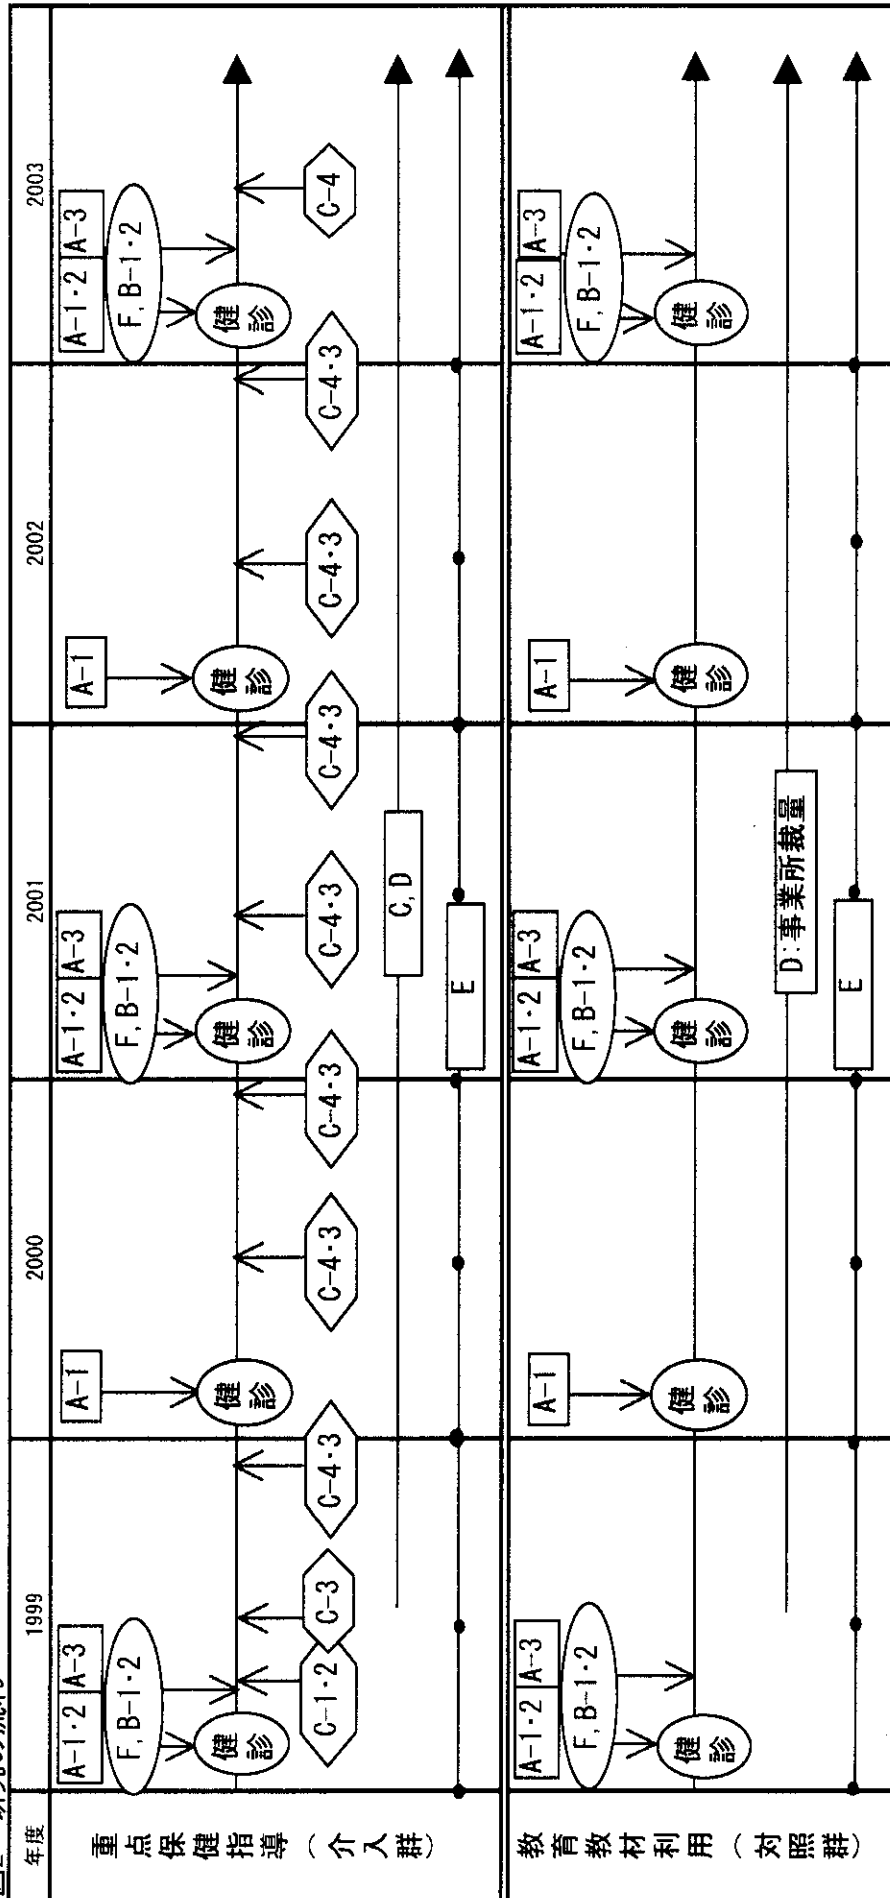 年度
1999
2000
2001
2002
2003
重点保健指導(介入群)
A-1・2
A-3
F, B-1・2
健診
C-1・2
C-3
C-4・3
A-1
健診
C-4・3
C-4・3
A-1・2
A-3
F, B-1・2
健診
C-4・3
C-4・3
A-1
健診
C-4・3
C-4・3
A-1・2
A-3
F, B-1・2
健診
C-4
C, D
E
教育教材利用(対照群)
A-1・2
A-3
F, B-1・2
健診
A-1
健診
A-1・2
A-3
F, B-1・2
健診
A-1
健診
A-1・2
A-3
F, B-1・2
健診
D:事業所裁量
E